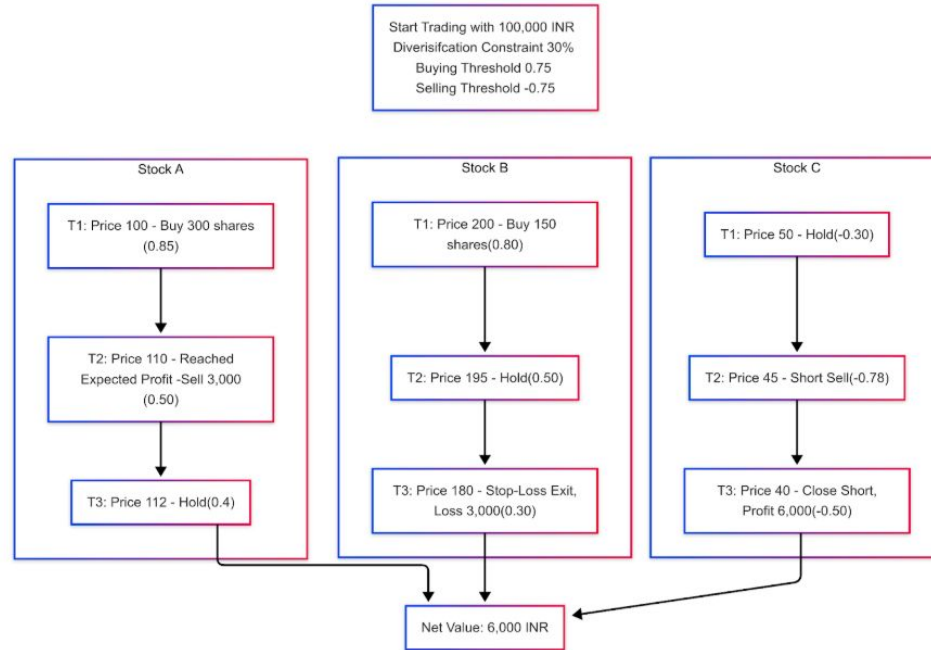 Start Trading with 100,000 INR
Diverisifcation Constraint 30%
Buying Threshold 0.75
Selling Threshold -0.75
Stock A
T1: Price 100 - Buy 300 shares
(0.85)
T2: Price 110 - Reached
Expected Profit -Sell 3,000
(0.50)
T3: Price 112 - Hold(0.4)
Stock B
T1: Price 200 - Buy 150
shares(0.80)
T2: Price 195 - Hold(0.50)
T3: Price 180 - Stop-Loss Exit,
Loss 3,000(0.30)
Stock C
T1: Price 50 - Hold(-0.30)
T2: Price 45 - Short Sell(-0.78)
T3: Price 40 - Close Short,
Profit 6,000(-0.50)
Net Value: 6,000 INR